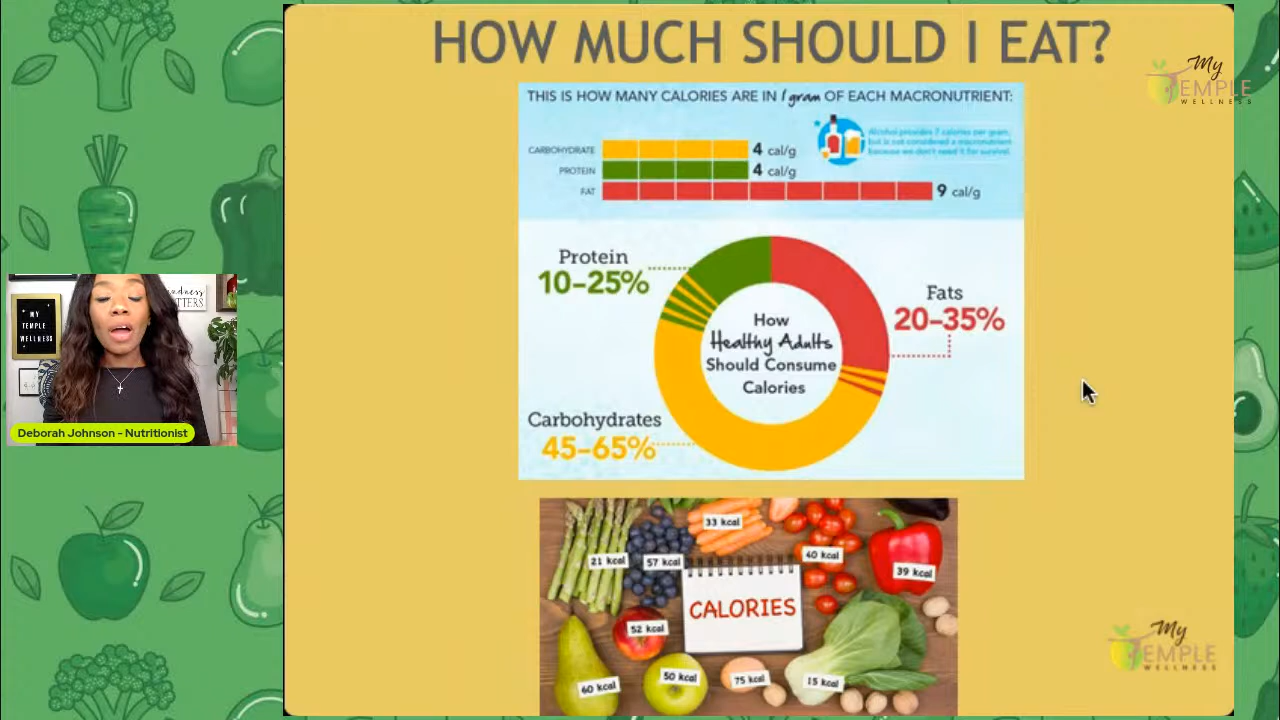 HOW MUCH SHOULD I EAT?
My
TEMPLE
WELLNESS
THIS IS HOW MANY CALORIES ARE IN 1 gram OF EACH MACRONUTRIENT:
Alcohol provides 7 calories per gram,
but is not considered a macronutrient
because we don't need it for survival.
CARBOHYDRATE 4 cal/g
PROTEIN 4 cal/g
FAT 9 cal/g
Protein
10–25%
Fats
20–35%
How
Healthy Adults
Should Consume
Calories
Carbohydrates
45–65%
kindness
MATTERS
MY
TEMPLE
WELLNESS
Deborah Johnson - Nutritionist
33 kcal
21 kcal
57 kcal
40 kcal
39 kcal
CALORIES
52 kcal
60 kcal
50 kcal
75 kcal
15 kcal
My
TEMPLE
WELLNESS